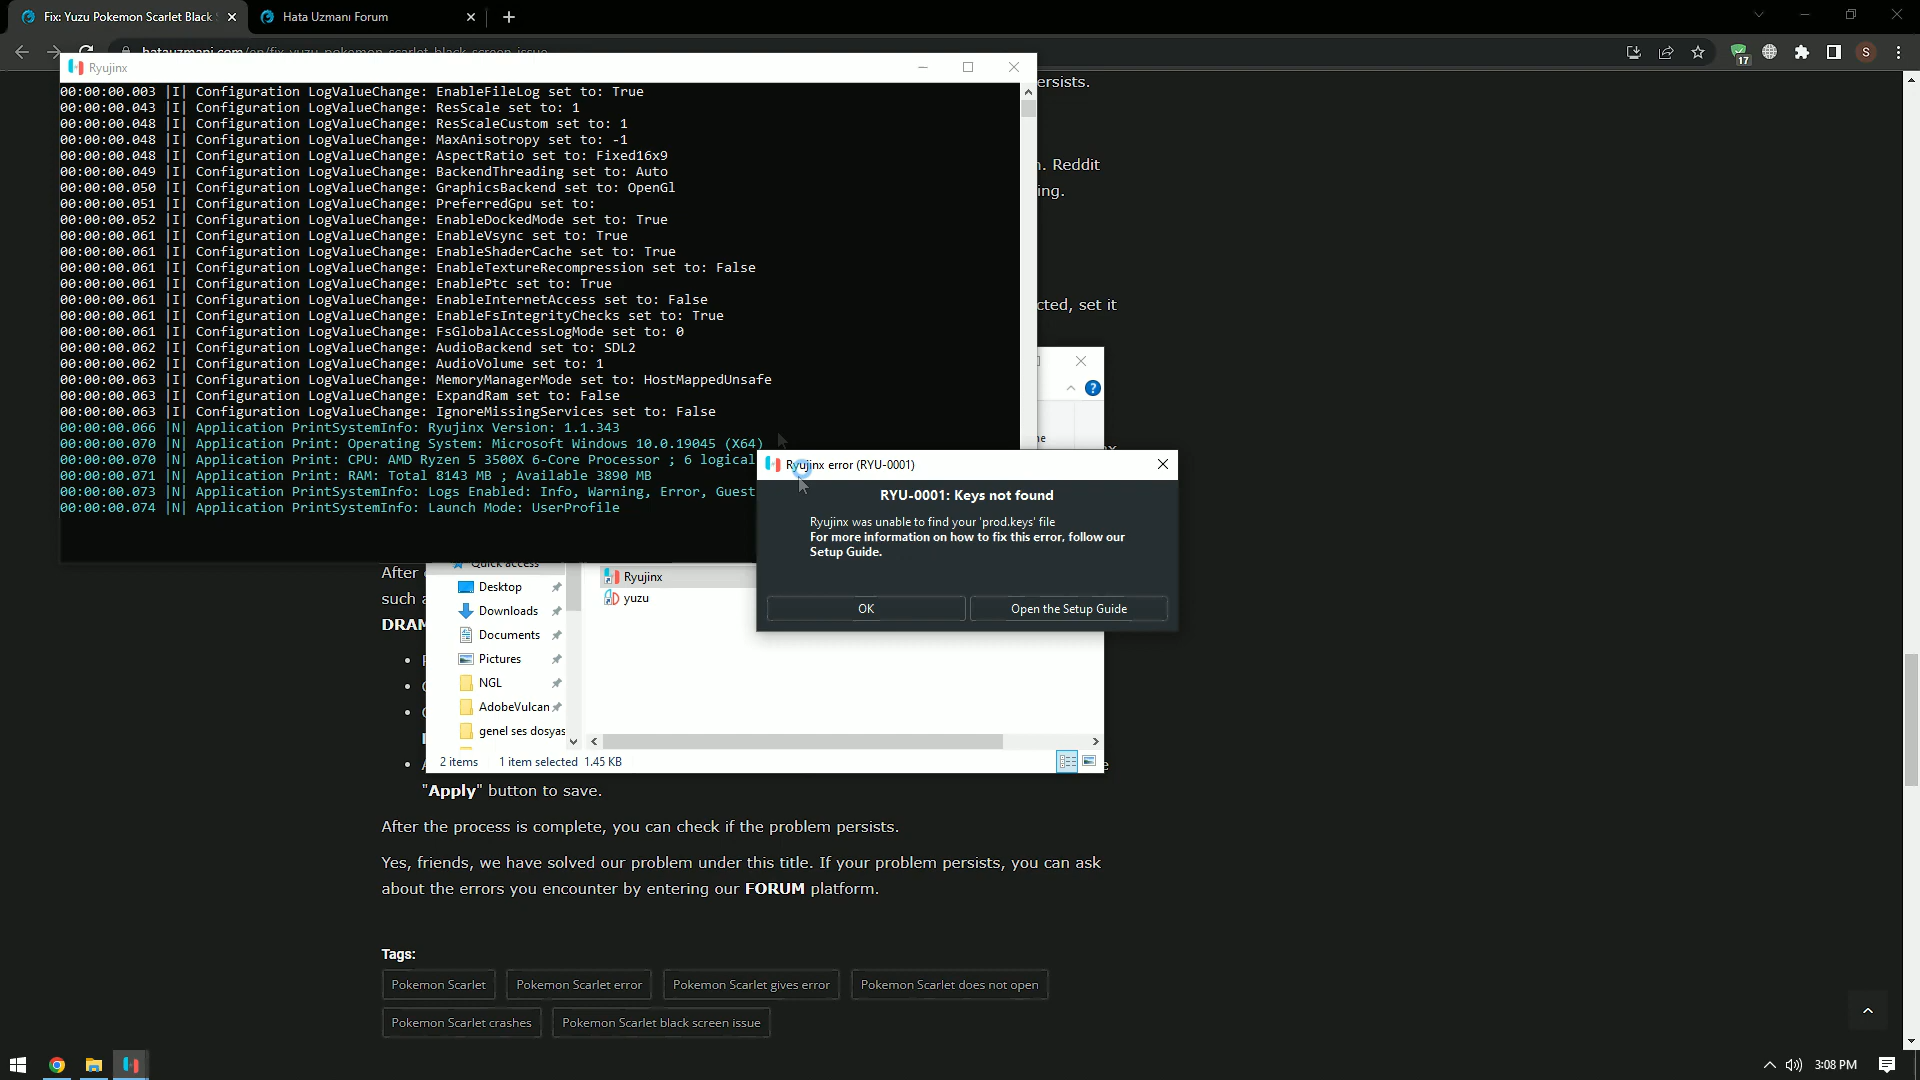 Fix: Yuzu Pokemon Scarlet Black
Hata Uzmanı Forum
hatauzmani.com/en/fix-yuzu-pokemon-scarlet-black-screen-issue
17
S
Ryujinx
00:00:00.003 |I| Configuration LogValueChange: EnableFileLog set to: True
00:00:00.043 |I| Configuration LogValueChange: ResScale set to: 1
00:00:00.048 |I| Configuration LogValueChange: ResScaleCustom set to: 1
00:00:00.048 |I| Configuration LogValueChange: MaxAnisotropy set to: -1
00:00:00.048 |I| Configuration LogValueChange: AspectRatio set to: Fixed16x9
00:00:00.049 |I| Configuration LogValueChange: BackendThreading set to: Auto
00:00:00.050 |I| Configuration LogValueChange: GraphicsBackend set to: OpenGl
00:00:00.051 |I| Configuration LogValueChange: PreferredGpu set to:
00:00:00.052 |I| Configuration LogValueChange: EnableDockedMode set to: True
00:00:00.061 |I| Configuration LogValueChange: EnableVsync set to: True
00:00:00.061 |I| Configuration LogValueChange: EnableShaderCache set to: True
00:00:00.061 |I| Configuration LogValueChange: EnableTextureRecompression set to: False
00:00:00.061 |I| Configuration LogValueChange: EnablePtc set to: True
00:00:00.061 |I| Configuration LogValueChange: EnableInternetAccess set to: False
00:00:00.061 |I| Configuration LogValueChange: EnableFsIntegrityChecks set to: True
00:00:00.061 |I| Configuration LogValueChange: FsGlobalAccessLogMode set to: 0
00:00:00.062 |I| Configuration LogValueChange: AudioBackend set to: SDL2
00:00:00.062 |I| Configuration LogValueChange: AudioVolume set to: 1
00:00:00.063 |I| Configuration LogValueChange: MemoryManagerMode set to: HostMappedUnsafe
00:00:00.063 |I| Configuration LogValueChange: ExpandRam set to: False
00:00:00.063 |I| Configuration LogValueChange: IgnoreMissingServices set to: False
00:00:00.066 |N| Application PrintSystemInfo: Ryujinx Version: 1.1.343
00:00:00.070 |N| Application Print: Operating System: Microsoft Windows 10.0.19045 (X64)
00:00:00.070 |N| Application Print: CPU: AMD Ryzen 5 3500X 6-Core Processor ; 6 logical
00:00:00.071 |N| Application Print: RAM: Total 8143 MB ; Available 3890 MB
00:00:00.073 |N| Application PrintSystemInfo: Logs Enabled: Info, Warning, Error, Guest
00:00:00.074 |N| Application PrintSystemInfo: Launch Mode: UserProfile
ersists.
n. Reddit
ing.
cted, set it
Ryujinx error (RYU-0001)
RYU-0001: Keys not found
Ryujinx was unable to find your 'prod.keys' file
For more information on how to fix this error, follow our
Setup Guide.
OK
Open the Setup Guide
After
such a
DRAM
Quick access
Desktop
Downloads
Documents
Pictures
NGL
AdobeVulcan
genel ses dosyas
Ryujinx
yuzu
2 items 1 item selected 1.45 KB
"Apply" button to save.
After the process is complete, you can check if the problem persists.
Yes, friends, we have solved our problem under this title. If your problem persists, you can ask
about the errors you encounter by entering our FORUM platform.
Tags:
Pokemon Scarlet
Pokemon Scarlet error
Pokemon Scarlet gives error
Pokemon Scarlet does not open
Pokemon Scarlet crashes
Pokemon Scarlet black screen issue
3:08 PM